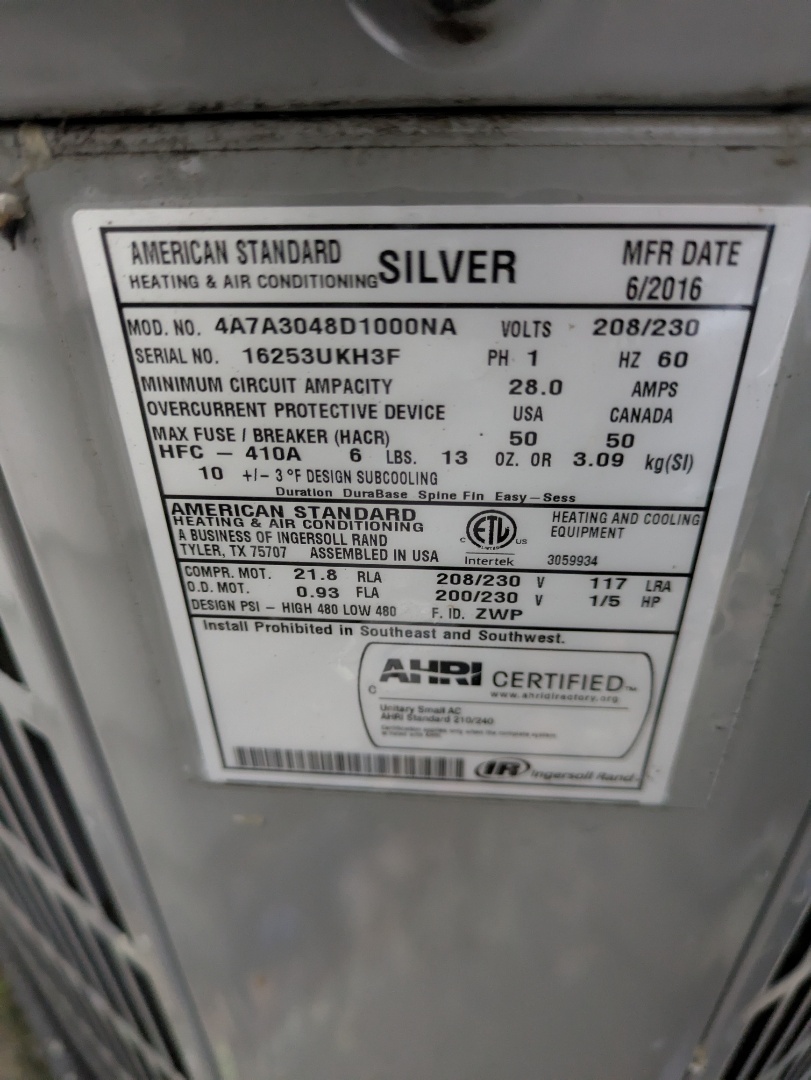 AMERICAN STANDARD
HEATING & AIR CONDITIONING SILVER
MFR DATE
6/2016
MOD. NO. 4A7A3048D1000NA VOLTS 208/230
SERIAL NO. 16253UKH3F PH 1 HZ 60
MINIMUM CIRCUIT AMPACITY 28.0 AMPS
OVERCURRENT PROTECTIVE DEVICE USA CANADA
MAX FUSE / BREAKER (HACR) 50 50
HFC - 410A 6 LBS. 13 OZ. OR 3.09 kg(SI)
10 +/- 3 °F DESIGN SUBCOOLING
Duration DuraBase Spine Fin Easy-Sess
AMERICAN STANDARD
HEATING & AIR CONDITIONING
A BUSINESS OF INGERSOLL RAND
TYLER, TX 75707 ASSEMBLED IN USA
ETL
LISTED
C US
Intertek
HEATING AND COOLING
EQUIPMENT
3059934
COMPR. MOT. 21.8 RLA 208/230 V 117 LRA
O.D. MOT. 0.93 FLA 200/230 V 1/5 HP
DESIGN PSI - HIGH 480 LOW 480 F. ID. ZWP
Install Prohibited in Southeast and Southwest.
C AHRI CERTIFIED™
www.ahridirectory.org
Unitary Small AC
AHRI Standard 210/240
IR Ingersoll Rand